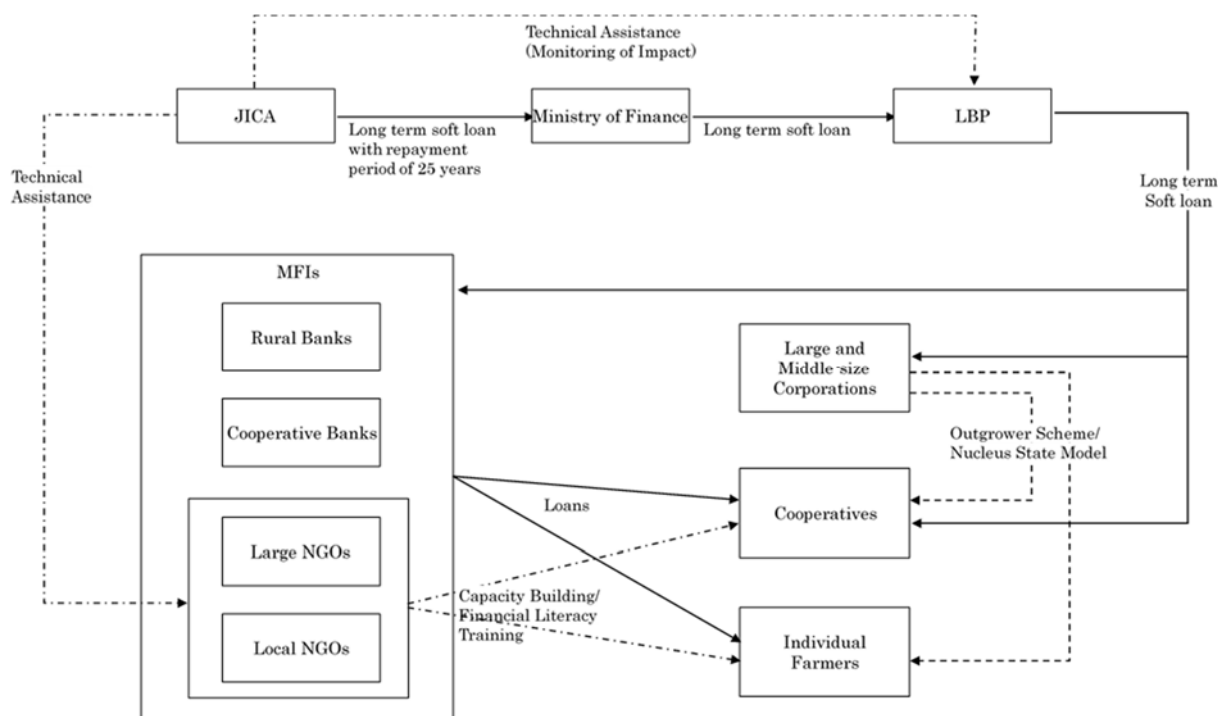 Technical Assistance
(Monitoring of Impact)
JICA
Ministry of Finance
LBP
Long term soft loan
with repayment
period of 25 years
Long term soft loan
Technical
Assistance
Long term
Soft loan
MFIs
Rural Banks
Large and
Middle-size
Corporations
Cooperative Banks
Outgrower Scheme/
Nucleus State Model
Loans
Cooperatives
Large NGOs
Capacity Building/
Financial Literacy
Training
Local NGOs
Individual
Farmers